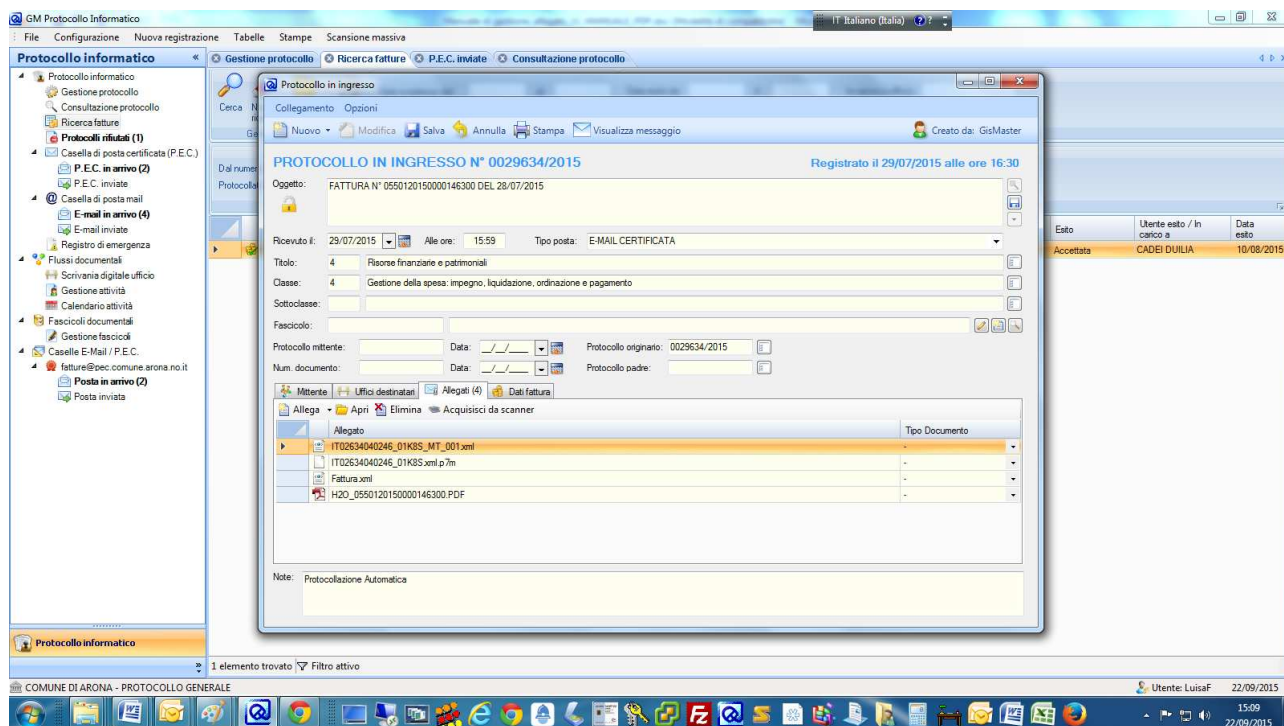 GM Protocollo Informatico
IT Italiano (Italia)
File Configurazione Nuova registrazione Tabelle Stampe Scansione massiva
Protocollo informatico
Gestione protocollo Ricerca fatture P.E.C. inviate Consultazione protocollo
Protocollo informatico
Gestione protocollo
Consultazione protocollo
Ricerca fatture
Protocolli rifiutati (1)
Casella di posta certificata (P.E.C.)
P.E.C. in arrivo (2)
P.E.C. inviate
Casella di posta mail
E-mail in arrivo (4)
E-mail inviate
Registro di emergenza
Flussi documentali
Scrivania digitale ufficio
Gestione attività
Calendario attività
Fascicoli documentali
Gestione fascicoli
Caselle E-Mail / P.E.C.
fatture@pec.comune.arona.no.it
Posta in arrivo (2)
Posta inviata
Protocollo informatico
Cerca
Dal numer
Protocollat
Protocollo in ingresso
Collegamento Opzioni
Nuovo Modifica Salva Annulla Stampa Visualizza messaggio Creato da: GisMaster
PROTOCOLLO IN INGRESSO N° 0029634/2015 Registrato il 29/07/2015 alle ore 16:30
Oggetto: FATTURA N° 0550120150000146300 DEL 28/07/2015
Ricevuto il: 29/07/2015 Alle ore: 15:59 Tipo posta: E-MAIL CERTIFICATA
Titolo: 4 Risorse finanziarie e patrimoniali
Classe: 4 Gestione della spesa: impegno, liquidazione, ordinazione e pagamento
Sottoclasse:
Fascicolo:
Protocollo mittente: Data: __/__/____ Protocollo originario: 0029634/2015
Num. documento: Data: __/__/____ Protocollo padre:
Mittente Uffici destinatari Allegati (4) Dati fattura
Allega Apri Elimina Acquisisci da scanner
Allegato Tipo Documento
IT02634040246_01K8S_MT_001.xml -
IT02634040246_01K8S.xml.p7m -
Fattura.xml -
H2O_0550120150000146300.PDF -
Note: Protocollazione Automatica
Esito Utente esito / In carico a Data esito
Accettata CADEI DUILIA 10/08/2015
1 elemento trovato Filtro attivo
COMUNE DI ARONA - PROTOCOLLO GENERALE Utente: LuisaF 22/09/2015
15:09
22/09/2015